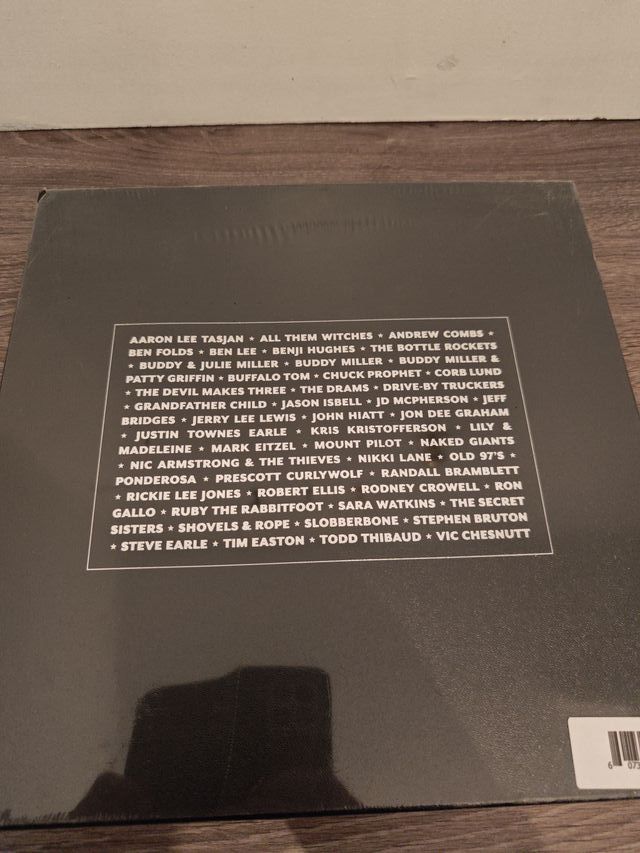 AARON LEE TASJAN ★ ALL THEM WITCHES ★ ANDREW COMBS ★
BEN FOLDS ★ BEN LEE ★ BENJI HUGHES ★ THE BOTTLE ROCKETS
★ BUDDY & JULIE MILLER ★ BUDDY MILLER ★ BUDDY MILLER &
PATTY GRIFFIN ★ BUFFALO TOM ★ CHUCK PROPHET ★ CORB LUND
★ THE DEVIL MAKES THREE ★ THE DRAMS ★ DRIVE-BY TRUCKERS
★ GRANDFATHER CHILD ★ JASON ISBELL ★ JD MCPHERSON ★ JEFF
BRIDGES ★ JERRY LEE LEWIS ★ JOHN HIATT ★ JON DEE GRAHAM
★ JUSTIN TOWNES EARLE ★ KRIS KRISTOFFERSON ★ LILY &
MADELEINE ★ MARK EITZEL ★ MOUNT PILOT ★ NAKED GIANTS
★ NIC ARMSTRONG & THE THIEVES ★ NIKKI LANE ★ OLD 97'S ★
PONDEROSA ★ PRESCOTT CURLYWOLF ★ RANDALL BRAMBLETT
★ RICKIE LEE JONES ★ ROBERT ELLIS ★ RODNEY CROWELL ★ RON
GALLO ★ RUBY THE RABBITFOOT ★ SARA WATKINS ★ THE SECRET
SISTERS ★ SHOVELS & ROPE ★ SLOBBERBONE ★ STEPHEN BRUTON
★ STEVE EARLE ★ TIM EASTON ★ TODD THIBAUD ★ VIC CHESNUTT
6 073